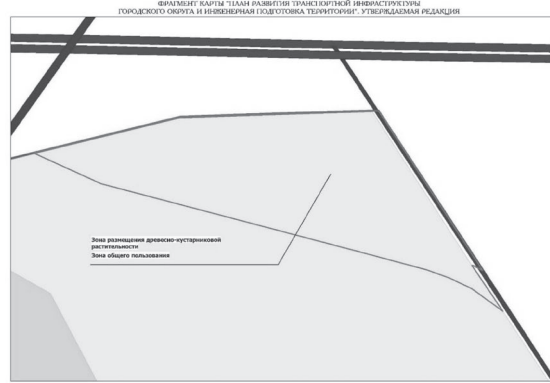 ФРАГМЕНТ КАРТЫ "ПЛАН РАЗВИТИЯ ТРАНСПОРТНОЙ ИНФРАСТРУКТУРЫ
ГОРОДСКОГО ОКРУГА И ИНЖЕНЕРНАЯ ПОДГОТОВКА ТЕРРИТОРИИ". УТВЕРЖДАЕМАЯ РЕДАКЦИЯ
Зона размещения древесно-кустарниковой
растительности
Зона общего пользования